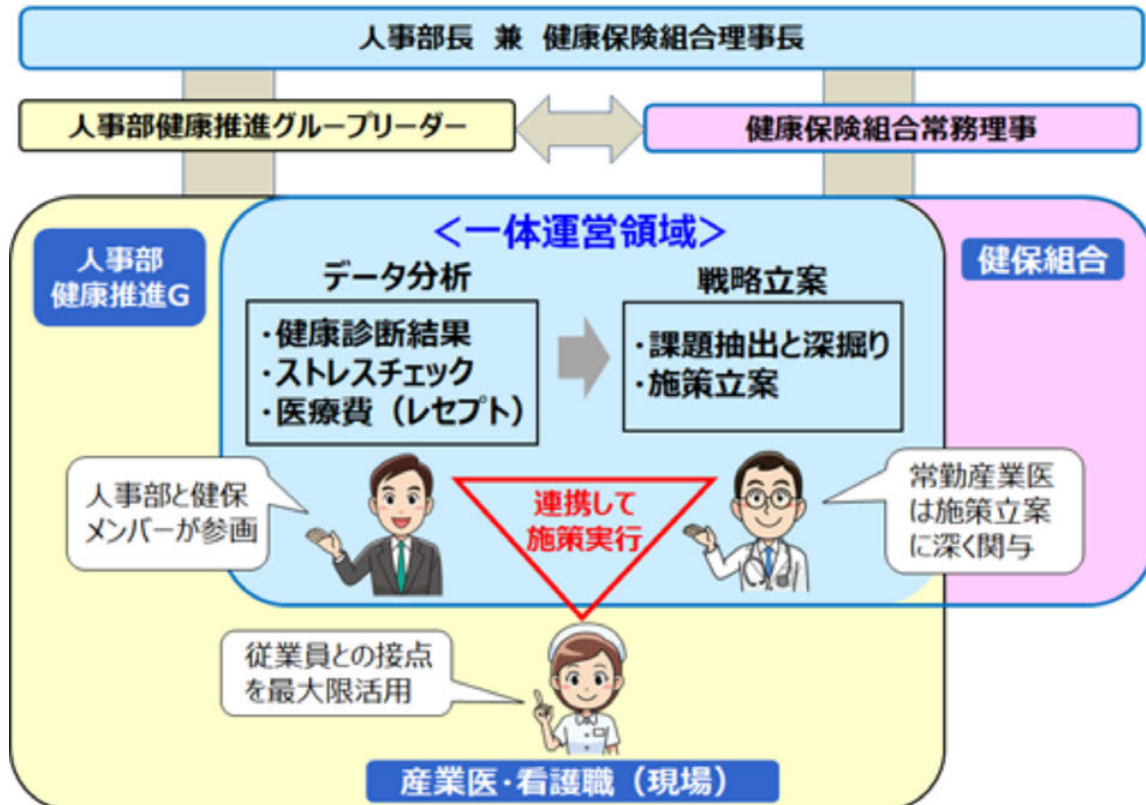 人事部長 兼 健康保険組合理事長
人事部健康推進グループリーダー
健康保険組合常務理事
<一体運営領域>
人事部
健康推進G
健保組合
データ分析
・健康診断結果
・ストレスチェック
・医療費（レセプト）
戦略立案
・課題抽出と深掘り
・施策立案
人事部と健保
メンバーが参画
連携して
施策実行
常勤産業医
は施策立案
に深く関与
従業員との接点
を最大限活用
産業医・看護職（現場）